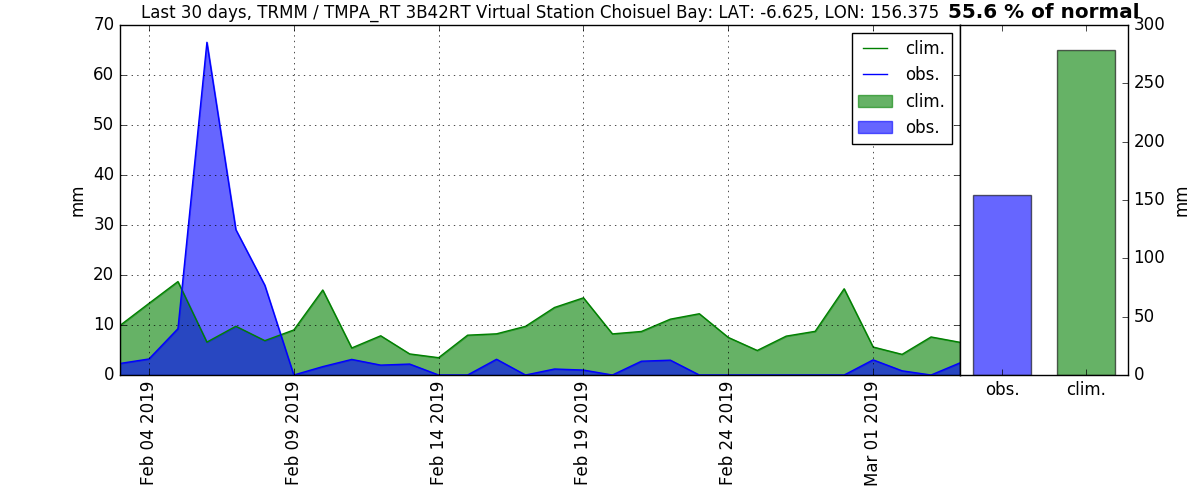 Last 30 days, TRMM / TMPA_RT 3B42RT Virtual Station Choisuel Bay: LAT: -6.625, LON: 156.375
55.6 % of normal
70
60
50
40
30
20
10
0
mm
clim.
obs.
clim.
obs.
300
250
200
150
100
50
0
mm
obs.
clim.
Feb 04 2019
Feb 09 2019
Feb 14 2019
Feb 19 2019
Feb 24 2019
Mar 01 2019